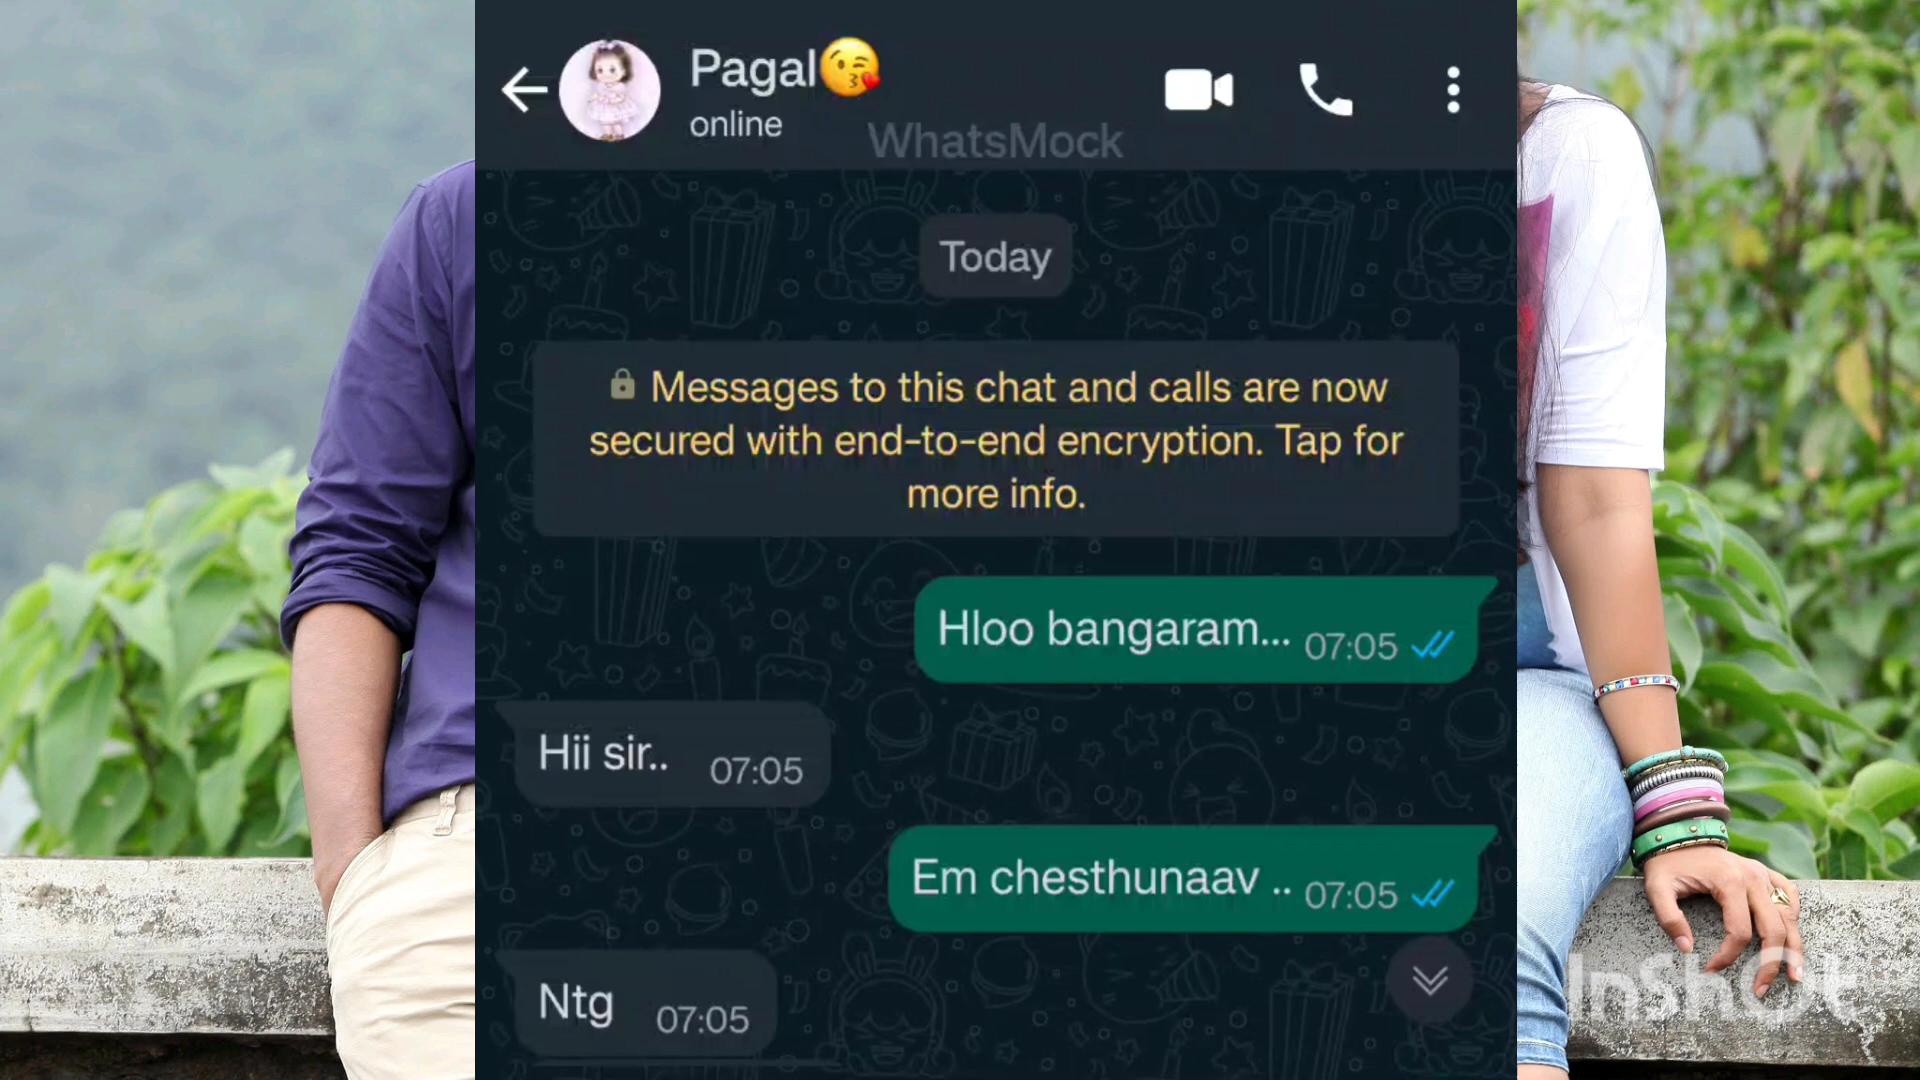 Pagal😘
online
WhatsMock
Today
Messages to this chat and calls are now
secured with end-to-end encryption. Tap for
more info.
Hloo bangaram... 07:05
Hii sir.. 07:05
Em chesthunaav .. 07:05
Ntg 07:05
InShOt